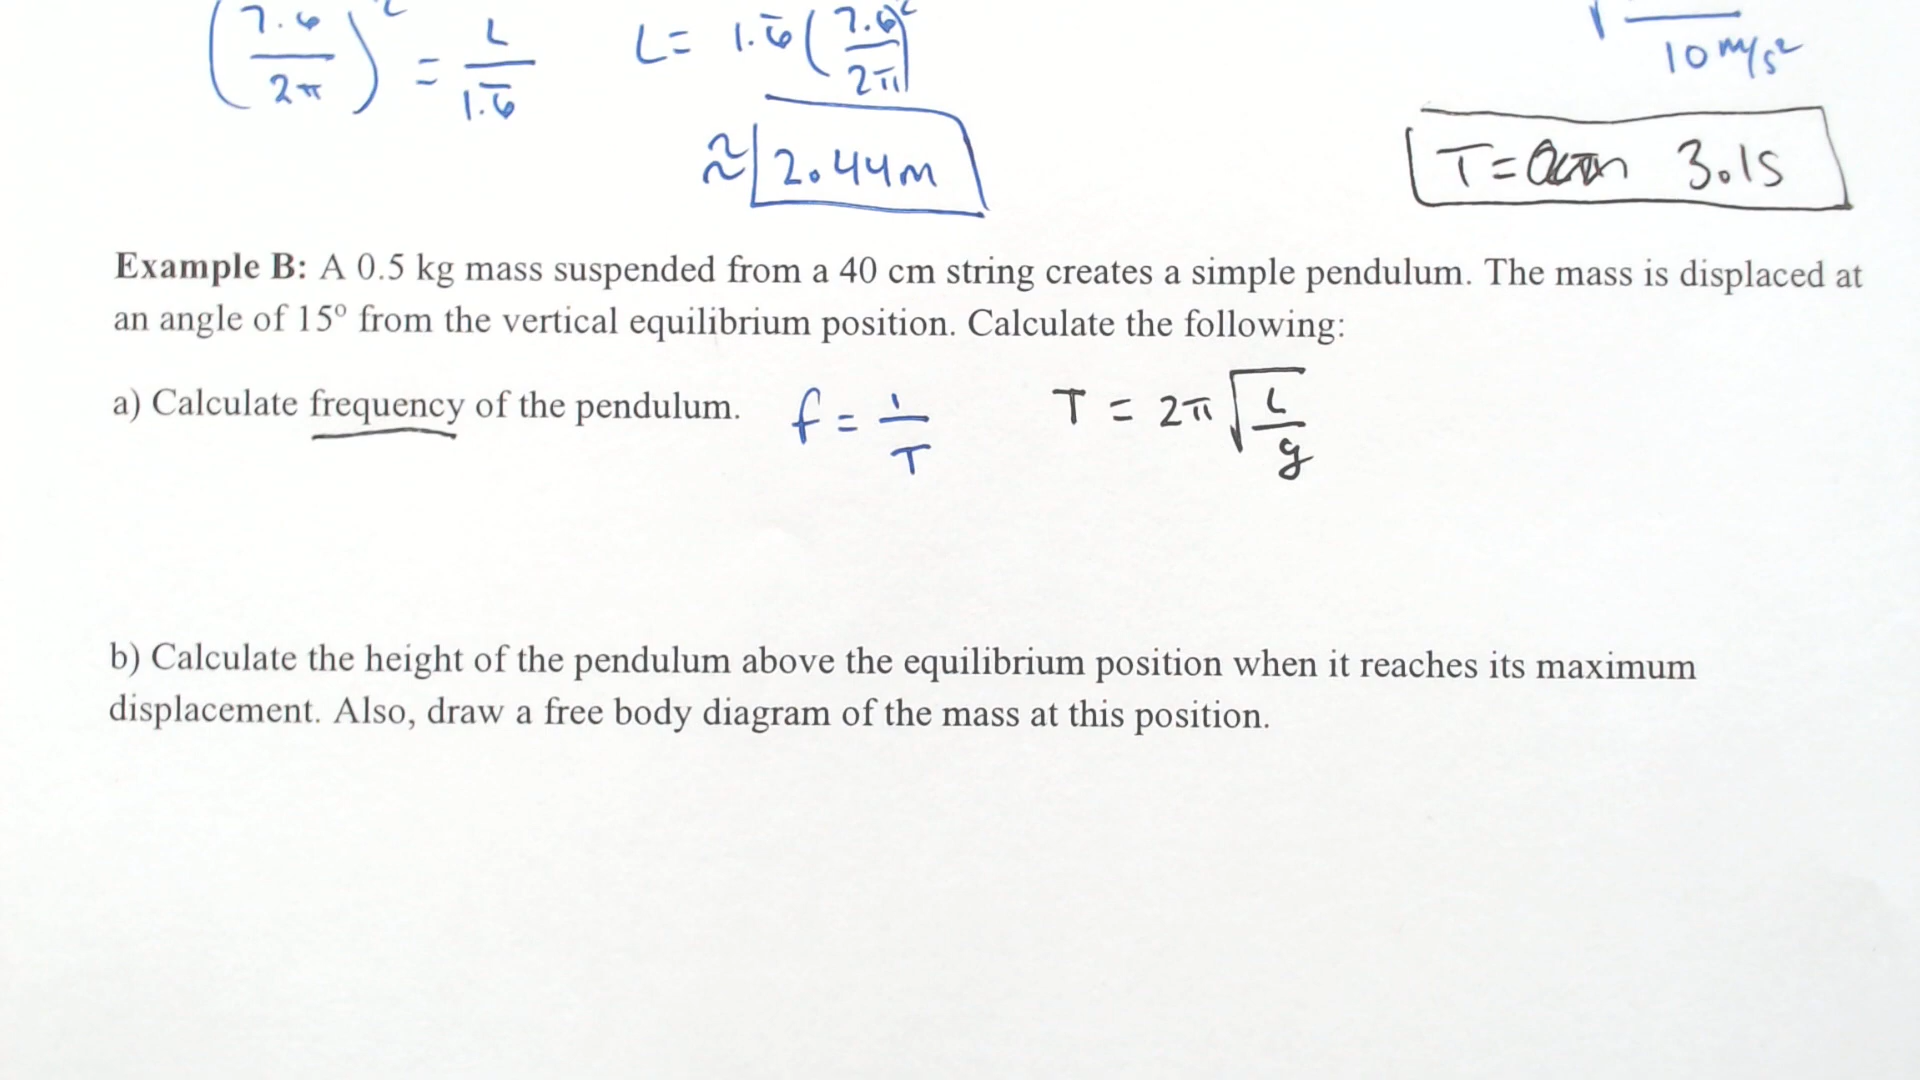 (7.6/2π)² = L/1.6̅ L = 1.6̅(7.6/2π)²
10 m/s²
≈ 2.44m
T = 3.1s
Example B: A 0.5 kg mass suspended from a 40 cm string creates a simple pendulum. The mass is displaced at
an angle of 15° from the vertical equilibrium position. Calculate the following:
a) Calculate frequency of the pendulum. f = 1/T T = 2π√(L/g)
b) Calculate the height of the pendulum above the equilibrium position when it reaches its maximum
displacement. Also, draw a free body diagram of the mass at this position.